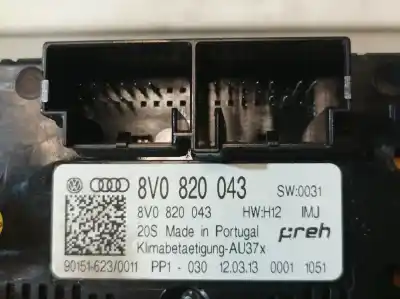 8V0 820 043 SW:0031
8V0 820 043 HW:H12 IMJ
20S Made in Portugal preh
Klimabetaetigung-AU37x
90151-623/0011 PP1-030 12.03.13 0001 1051